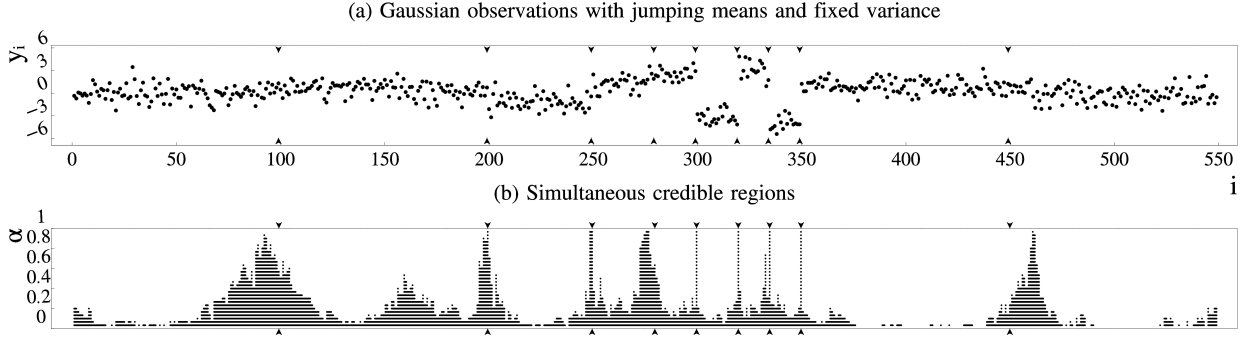 (a) Gaussian observations with jumping means and fixed variance
yᵢ
6
3
0
−3
−6
0 50 100 150 200 250 300 350 400 450 500 550
i
(b) Simultaneous credible regions
α
1
0.8
0.6
0.4
0.2
0